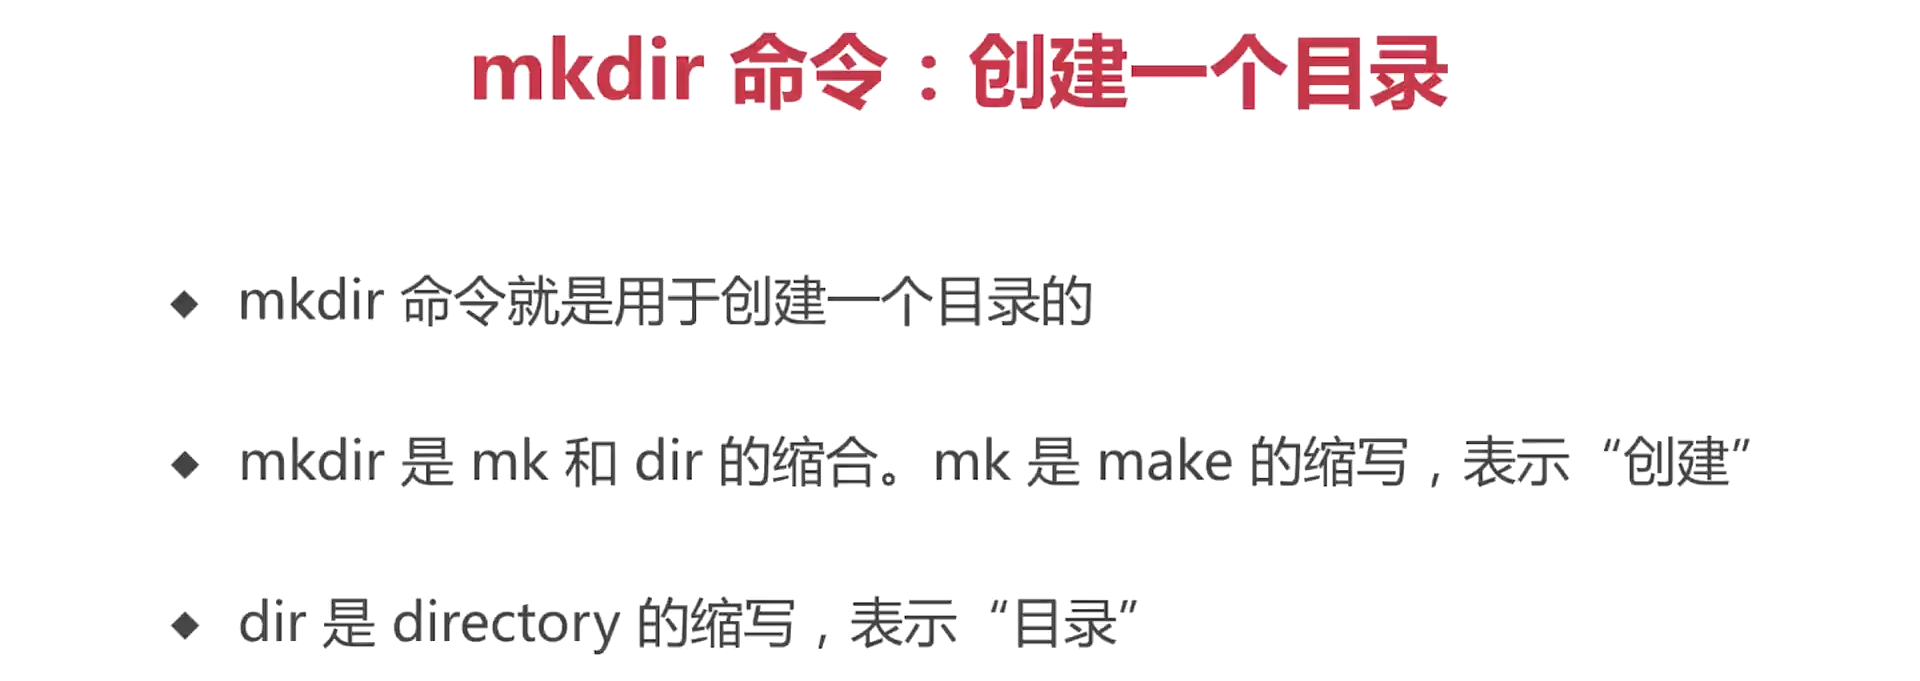 mkdir 命令：创建一个目录
◆ mkdir 命令就是用于创建一个目录的
◆ mkdir 是 mk 和 dir 的缩合。mk 是 make 的缩写，表示“创建”
◆ dir 是 directory 的缩写，表示“目录”